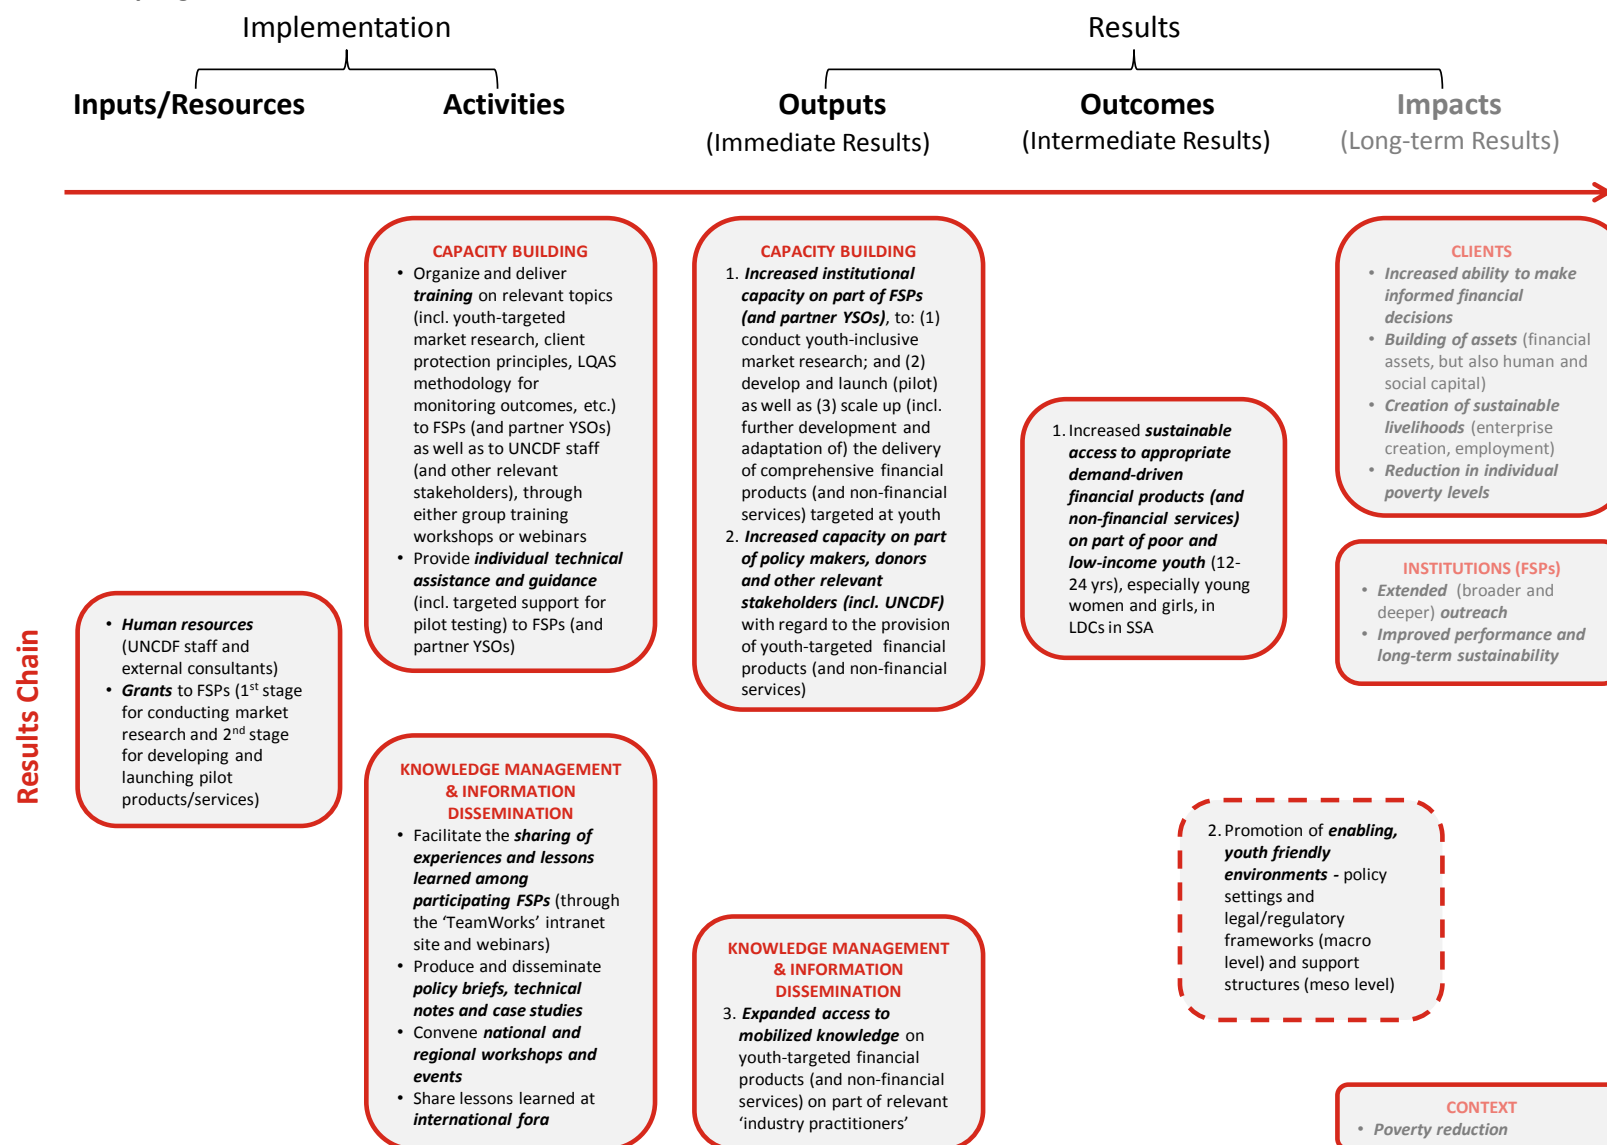 Implementation
Results
Inputs/Resources
Activities
Outputs
(Immediate Results)
Outcomes
(Intermediate Results)
Impacts
(Long-term Results)
Results Chain
• Human resources
(UNCDF staff and
external consultants)
• Grants to FSPs (1st stage
for conducting market
research and 2nd stage
for developing and
launching pilot
products/services)
CAPACITY BUILDING
• Organize and deliver
training on relevant topics
(incl. youth-targeted
market research, client
protection principles, LQAS
methodology for
monitoring outcomes, etc.)
to FSPs (and partner YSOs)
as well as to UNCDF staff
(and other relevant
stakeholders), through
either group training
workshops or webinars
• Provide individual technical
assistance and guidance
(incl. targeted support for
pilot testing) to FSPs (and
partner YSOs)
KNOWLEDGE MANAGEMENT
& INFORMATION
DISSEMINATION
• Facilitate the sharing of
experiences and lessons
learned among
participating FSPs (through
the ‘TeamWorks’ intranet
site and webinars)
• Produce and disseminate
policy briefs, technical
notes and case studies
• Convene national and
regional workshops and
events
• Share lessons learned at
international fora
CAPACITY BUILDING
1. Increased institutional
capacity on part of FSPs
(and partner YSOs), to: (1)
conduct youth-inclusive
market research; and (2)
develop and launch (pilot)
as well as (3) scale up (incl.
further development and
adaptation of) the delivery
of comprehensive financial
products (and non-financial
services) targeted at youth
2. Increased capacity on part
of policy makers, donors
and other relevant
stakeholders (incl. UNCDF)
with regard to the provision
of youth-targeted financial
products (and non-financial
services)
KNOWLEDGE MANAGEMENT
& INFORMATION
DISSEMINATION
3. Expanded access to
mobilized knowledge on
youth-targeted financial
products (and non-financial
services) on part of relevant
‘industry practitioners’
1. Increased sustainable
access to appropriate
demand-driven
financial products (and
non-financial services)
on part of poor and
low-income youth (12-
24 yrs), especially young
women and girls, in
LDCs in SSA
2. Promotion of enabling,
youth friendly
environments - policy
settings and
legal/regulatory
frameworks (macro
level) and support
structures (meso level)
CLIENTS
• Increased ability to make
informed financial
decisions
• Building of assets (financial
assets, but also human and
social capital)
• Creation of sustainable
livelihoods (enterprise
creation, employment)
• Reduction in individual
poverty levels
INSTITUTIONS (FSPs)
• Extended (broader and
deeper) outreach
• Improved performance and
long-term sustainability
CONTEXT
• Poverty reduction